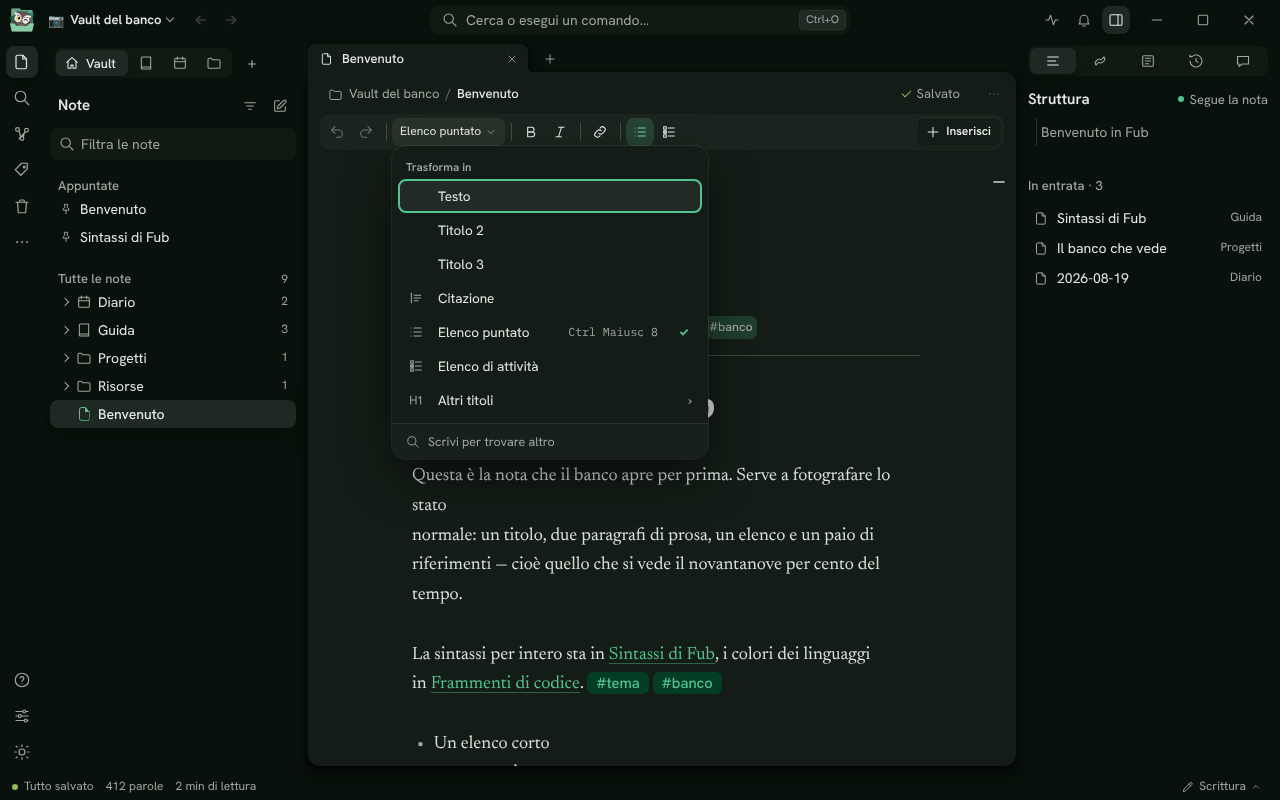 Vault del banco
Cerca o esegui un comando…
Ctrl+O
Vault
Note
Filtra le note
Appuntate
Benvenuto
Sintassi di Fub
Tutte le note 9
Diario 2
Guida 3
Progetti 1
Risorse 1
Benvenuto
Benvenuto
Vault del banco / Benvenuto
Salvato
Elenco puntato
B I
Inserisci
Trasforma in
Testo
Titolo 2
Titolo 3
Citazione
Elenco puntato Ctrl Maiusc 8
Elenco di attività
H1 Altri titoli
Scrivi per trovare altro
#banco
Questa è la nota che il banco apre per prima. Serve a fotografare lo
stato
normale: un titolo, due paragrafi di prosa, un elenco e un paio di
riferimenti — cioè quello che si vede il novantanove per cento del
tempo.
La sintassi per intero sta in Sintassi di Fub, i colori dei linguaggi
in Frammenti di codice. #tema #banco
• Un elenco corto
Struttura
Segue la nota
Benvenuto in Fub
In entrata · 3
Sintassi di Fub Guida
Il banco che vede Progetti
2026-08-19 Diario
Tutto salvato 412 parole 2 min di lettura
Scrittura